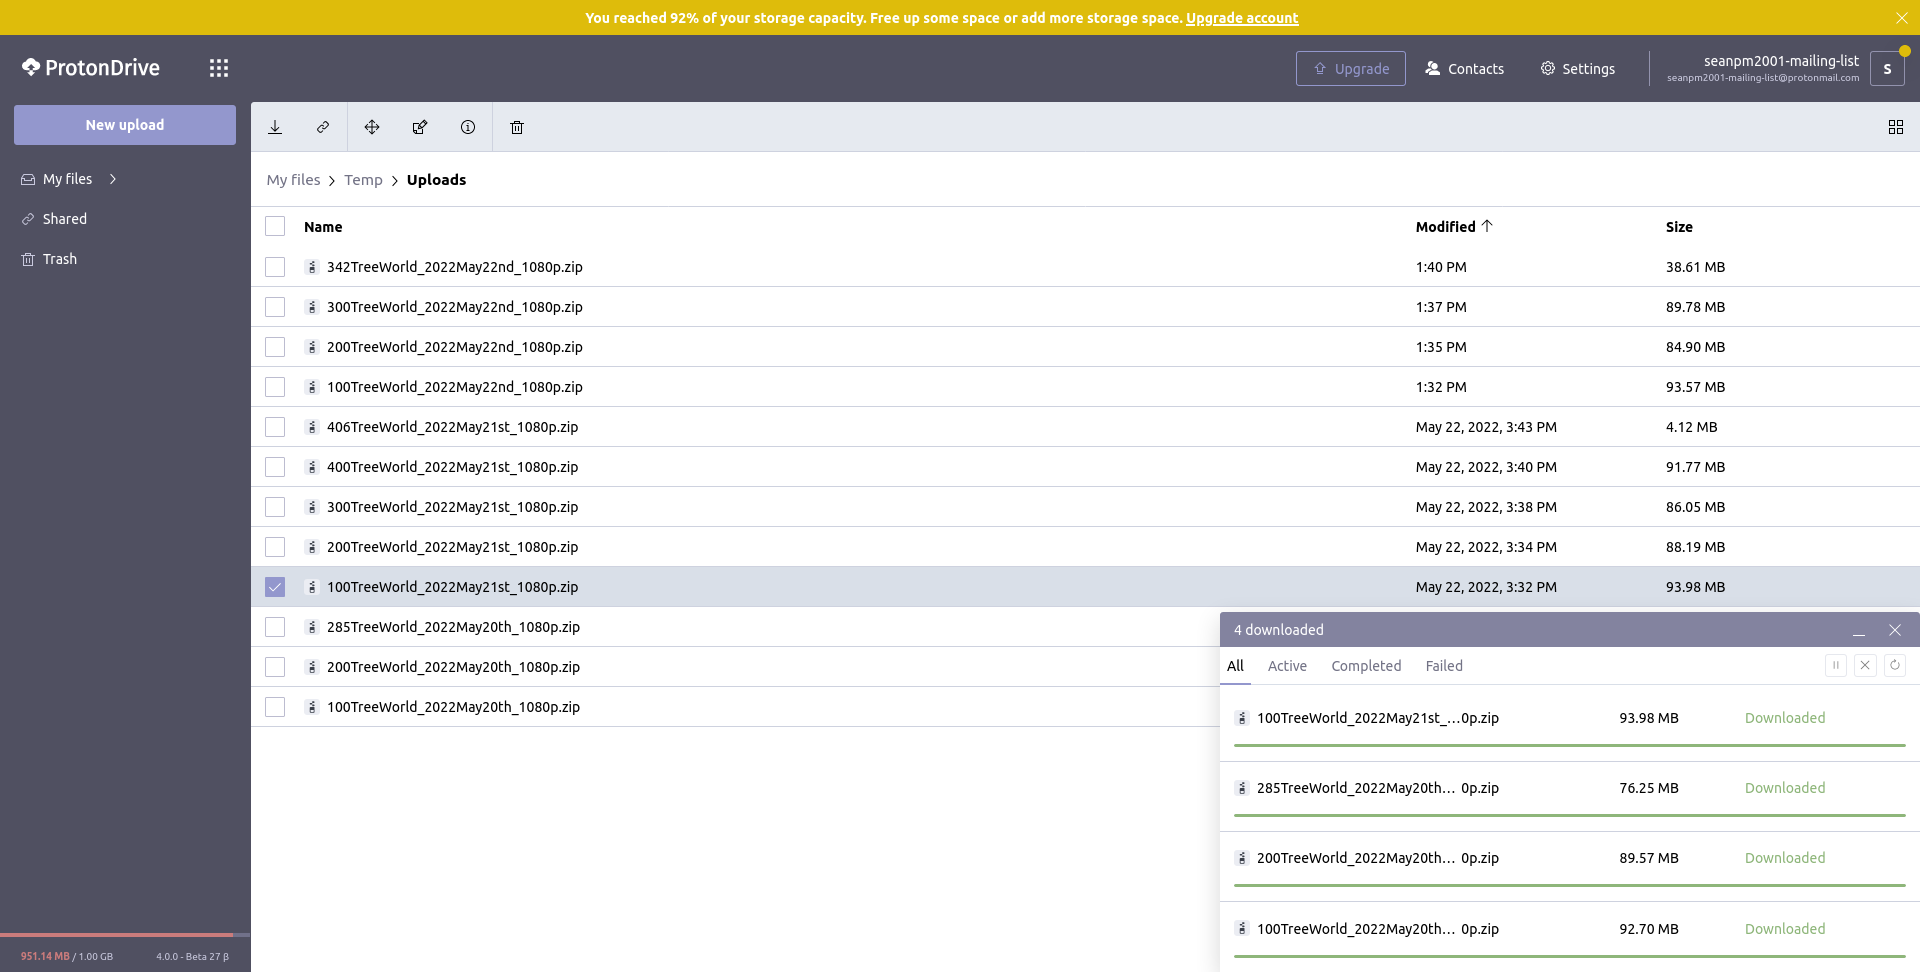 You reached 92% of your storage capacity. Free up some space or add more storage space. Upgrade account
ProtonDrive
Upgrade
Contacts
Settings
seanpm2001-mailing-list
seanpm2001-mailing-list@protonmail.com
S
New upload
My files
Shared
Trash
My files > Temp > Uploads
Name Modified Size
342TreeWorld_2022May22nd_1080p.zip 1:40 PM 38.61 MB
300TreeWorld_2022May22nd_1080p.zip 1:37 PM 89.78 MB
200TreeWorld_2022May22nd_1080p.zip 1:35 PM 84.90 MB
100TreeWorld_2022May22nd_1080p.zip 1:32 PM 93.57 MB
406TreeWorld_2022May21st_1080p.zip May 22, 2022, 3:43 PM 4.12 MB
400TreeWorld_2022May21st_1080p.zip May 22, 2022, 3:40 PM 91.77 MB
300TreeWorld_2022May21st_1080p.zip May 22, 2022, 3:38 PM 86.05 MB
200TreeWorld_2022May21st_1080p.zip May 22, 2022, 3:34 PM 88.19 MB
100TreeWorld_2022May21st_1080p.zip May 22, 2022, 3:32 PM 93.98 MB
285TreeWorld_2022May20th_1080p.zip
200TreeWorld_2022May20th_1080p.zip
100TreeWorld_2022May20th_1080p.zip
4 downloaded
All Active Completed Failed
100TreeWorld_2022May21st_...0p.zip 93.98 MB Downloaded
285TreeWorld_2022May20th... 0p.zip 76.25 MB Downloaded
200TreeWorld_2022May20th... 0p.zip 89.57 MB Downloaded
100TreeWorld_2022May20th... 0p.zip 92.70 MB Downloaded
951.14 MB / 1.00 GB 4.0.0 - Beta 27 β